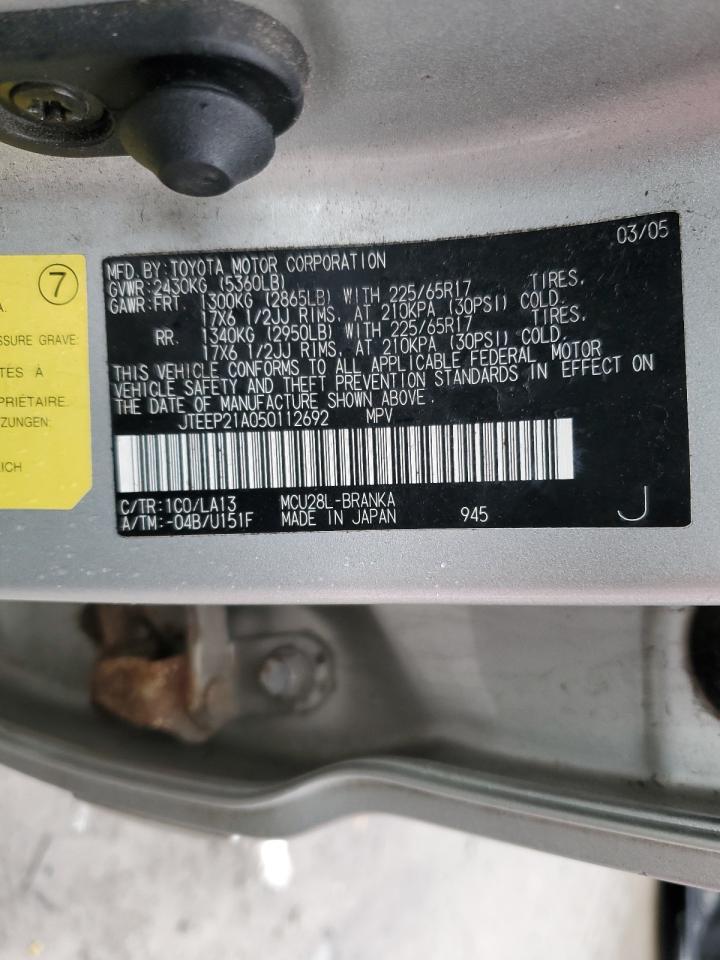 7
A.
SSURE GRAVE.
TÉS À
PRIÉTAIRE.
ZUNGEN:
LICH
03/05
MFD. BY: TOYOTA MOTOR CORPORATION
GVWR: 2430KG (5360LB)
GAWR: FRT 1300KG (2865LB) WITH 225/65R17 TIRES,
17X6 1/2JJ RIMS, AT 210KPA (30PSI) COLD.
RR. 1340KG (2950LB) WITH 225/65R17 TIRES,
17X6 1/2JJ RIMS, AT 210KPA (30PSI) COLD.
THIS VEHICLE CONFORMS TO ALL APPLICABLE FEDERAL MOTOR
VEHICLE SAFETY AND THEFT PREVENTION STANDARDS IN EFFECT ON
THE DATE OF MANUFACTURE SHOWN ABOVE.
JTEEP21A050112692 MPV
C/TR: 1C0/LA13 MCU28L-BRANKA
A/TM: -04B/U151F MADE IN JAPAN 945 J